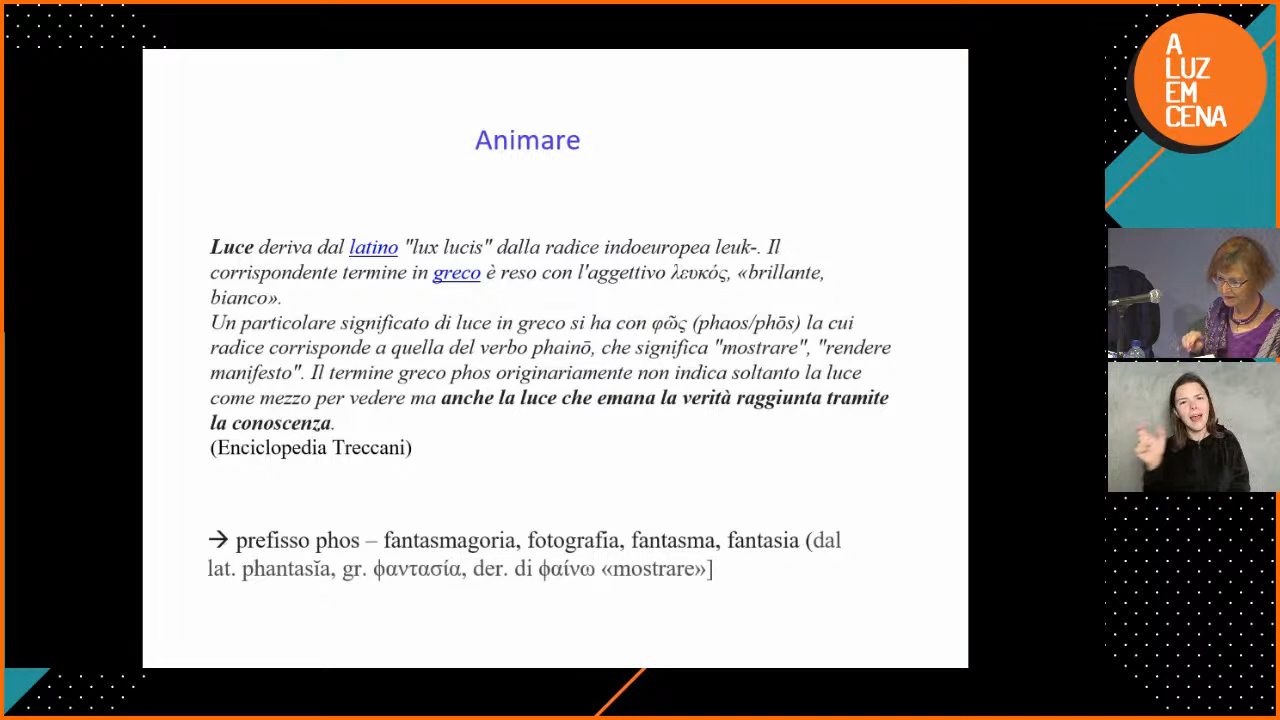 Animare
Luce deriva dal latino "lux lucis" dalla radice indoeuropea leuk-. Il
corrispondente termine in greco è reso con l'aggettivo λευκός, «brillante,
bianco».
Un particolare significato di luce in greco si ha con φῶς (phaos/phōs) la cui
radice corrisponde a quella del verbo phainō, che significa "mostrare", "rendere
manifesto". Il termine greco phos originariamente non indica soltanto la luce
come mezzo per vedere ma anche la luce che emana la verità raggiunta tramite
la conoscenza.
(Enciclopedia Treccani)
→ prefisso phos – fantasmagoria, fotografia, fantasma, fantasia (dal
lat. phantasĭa, gr. ϕαντασία, der. di ϕαίνω «mostrare»]
A
LUZ
EM
CENA